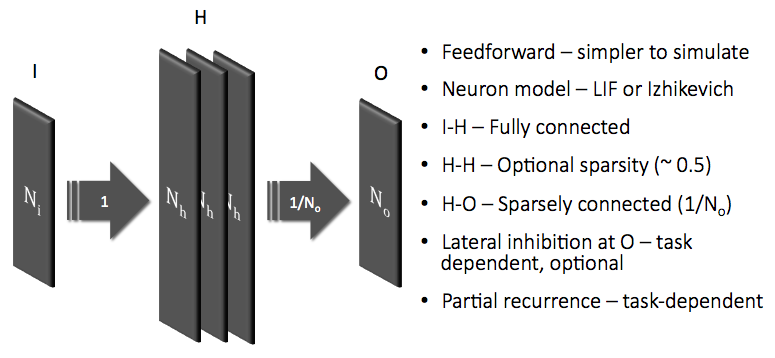 I
H
O
N_i
1
N_h
N_h
N_h
1/N_o
N_o
• Feedforward – simpler to simulate
• Neuron model – LIF or Izhikevich
• I-H – Fully connected
• H-H – Optional sparsity (~ 0.5)
• H-O – Sparsely connected (1/N_o)
• Lateral inhibition at O – task
dependent, optional
• Partial recurrence – task-dependent